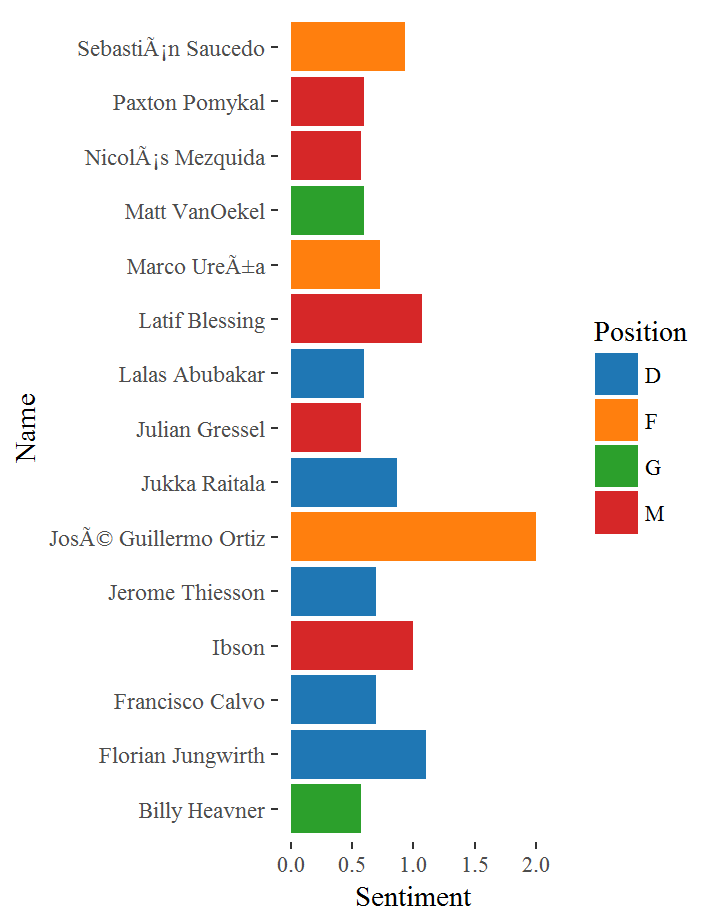 SebastiÃ¡n Saucedo
Paxton Pomykal
NicolÃ¡s Mezquida
Matt VanOekel
Marco UreÃ±a
Latif Blessing
Lalas Abubakar
Julian Gressel
Jukka Raitala
JosÃ© Guillermo Ortiz
Jerome Thiesson
Ibson
Francisco Calvo
Florian Jungwirth
Billy Heavner
Name
0.0 0.5 1.0 1.5 2.0
Sentiment
Position
D
F
G
M